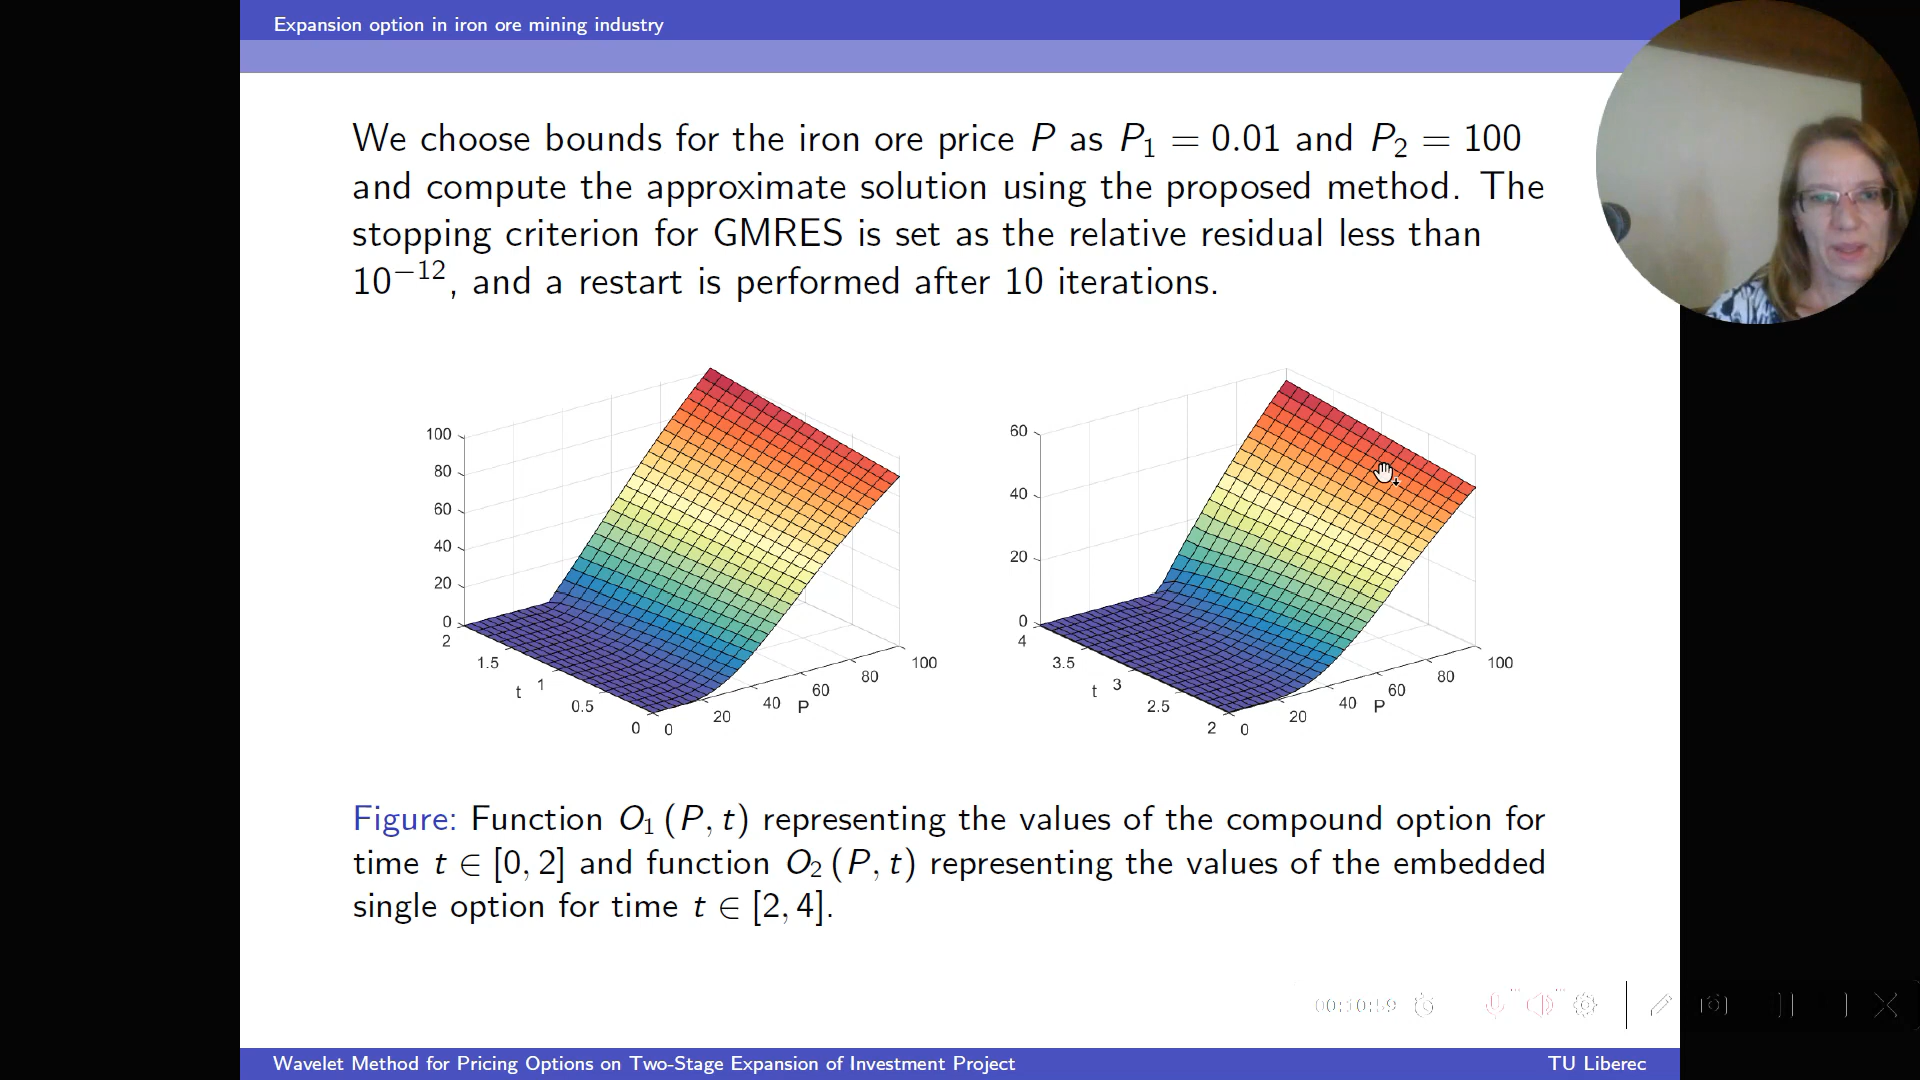 Expansion option in iron ore mining industry
We choose bounds for the iron ore price P as P₁ = 0.01 and P₂ = 100
and compute the approximate solution using the proposed method. The
stopping criterion for GMRES is set as the relative residual less than
10⁻¹², and a restart is performed after 10 iterations.
100
80
60
40
20
0
2
1.5
t
1
0.5
0
0
20
40
P
60
80
100
60
40
20
0
4
3.5
t
3
2.5
2
0
20
40
P
60
80
100
Figure: Function O₁ (P, t) representing the values of the compound option for
time t ∈ [0, 2] and function O₂ (P, t) representing the values of the embedded
single option for time t ∈ [2, 4].
00:10:59
Wavelet Method for Pricing Options on Two-Stage Expansion of Investment Project
TU Liberec